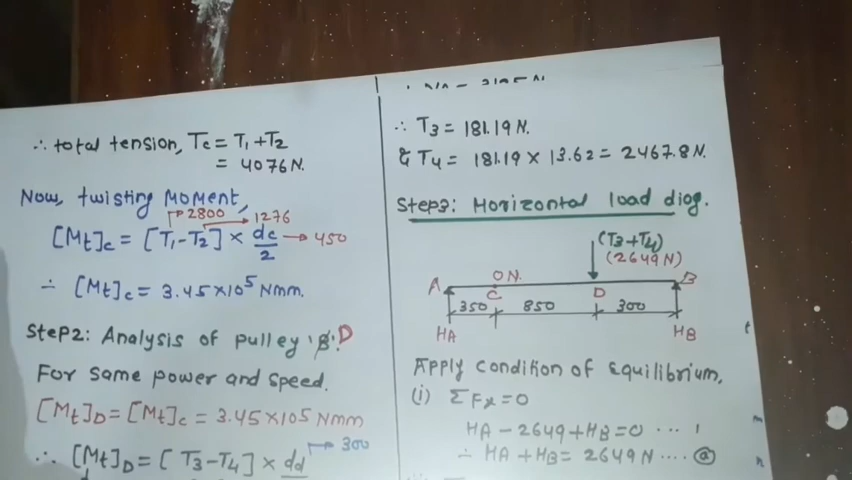 ∴ total tension, Tc = T1 + T2
= 4076 N.
Now, twisting MOMENT,
2800
1276
[Mt]c = [T1-T2] × dc/2 → 450
∴ [Mt]c = 3.45×10⁵ Nmm.
Step2: Analysis of pulley 'B' D
For same power and speed.
[Mt]D = [Mt]c = 3.45×10⁵ Nmm
300
∴ [Mt]D = [T3-T4] × dd
∴ T3 = 181.19 N.
& T4 = 181.19 × 13.62 = 2467.8 N.
Step3: Horizontal load diag.
(T3+T4)
(2649 N)
A 0 N. B
C D
350 850 300
HA HB
Apply condition of equilibrium,
(i) ΣFx = 0
HA - 2649 + HB = 0 .... 1
∴ HA + HB = 2649 N .... (a)